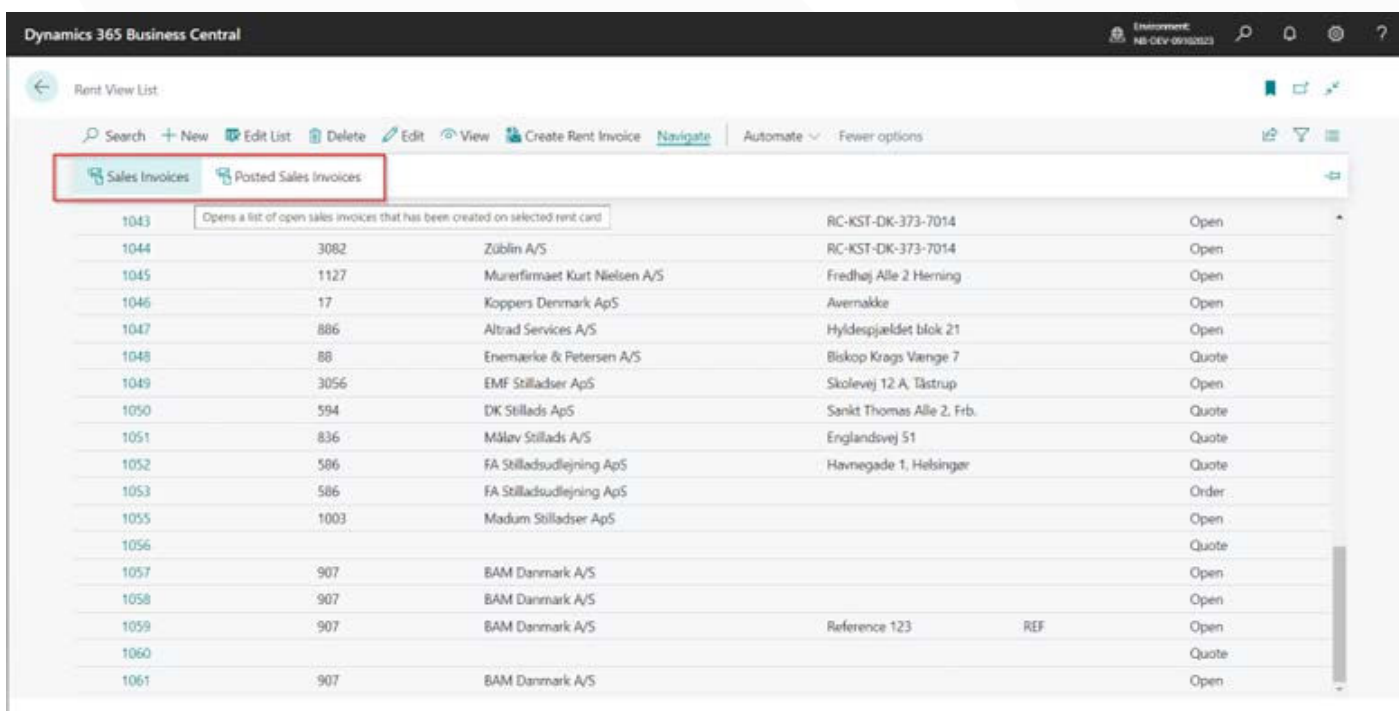 Dynamics 365 Business Central
Environment:
NB-DEV-09102023
?
Rent View List
Search New Edit List Delete Edit View Create Rent Invoice Navigate Automate Fewer options
Sales Invoices Posted Sales Invoices
Opens a list of open sales invoices that has been created on selected rent card
1043 RC-KST-DK-373-7014 Open
1044 3082 Züblin A/S RC-KST-DK-373-7014 Open
1045 1127 Murerfirmaet Kurt Nielsen A/S Fredhøj Alle 2 Herning Open
1046 17 Koppers Denmark ApS Avernakke Open
1047 886 Altrad Services A/S Hyldespjældet blok 21 Open
1048 88 Enemærke & Petersen A/S Biskop Krags Vænge 7 Quote
1049 3056 EMF Stilladser ApS Skolevej 12 A, Tåstrup Open
1050 594 DK Stillads ApS Sankt Thomas Alle 2, Frb. Quote
1051 836 Måløv Stillads A/S Englandsvej 51 Quote
1052 586 FA Stilladsudlejning ApS Havnegade 1, Helsingør Quote
1053 586 FA Stilladsudlejning ApS Order
1055 1003 Madum Stilladser ApS Open
1056 Quote
1057 907 BAM Danmark A/S Open
1058 907 BAM Danmark A/S Open
1059 907 BAM Danmark A/S Reference 123 REF Open
1060 Quote
1061 907 BAM Danmark A/S Open